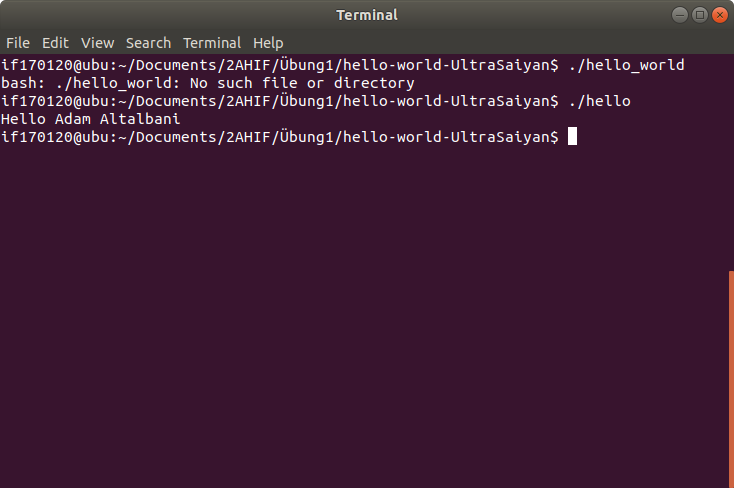 Terminal
File Edit View Search Terminal Help
if170120@ubu:~/Documents/2AHIF/Übung1/hello-world-UltraSaiyan$ ./hello_world
bash: ./hello_world: No such file or directory
if170120@ubu:~/Documents/2AHIF/Übung1/hello-world-UltraSaiyan$ ./hello
Hello Adam Altalbani
if170120@ubu:~/Documents/2AHIF/Übung1/hello-world-UltraSaiyan$